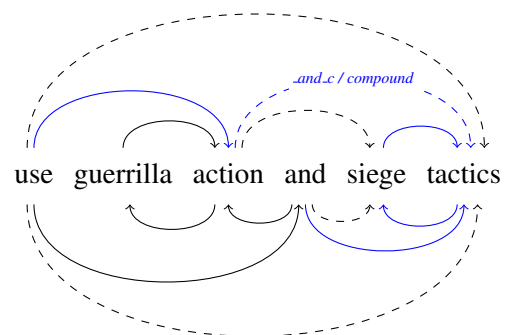 _and_c / compound
use guerrilla action and siege tactics